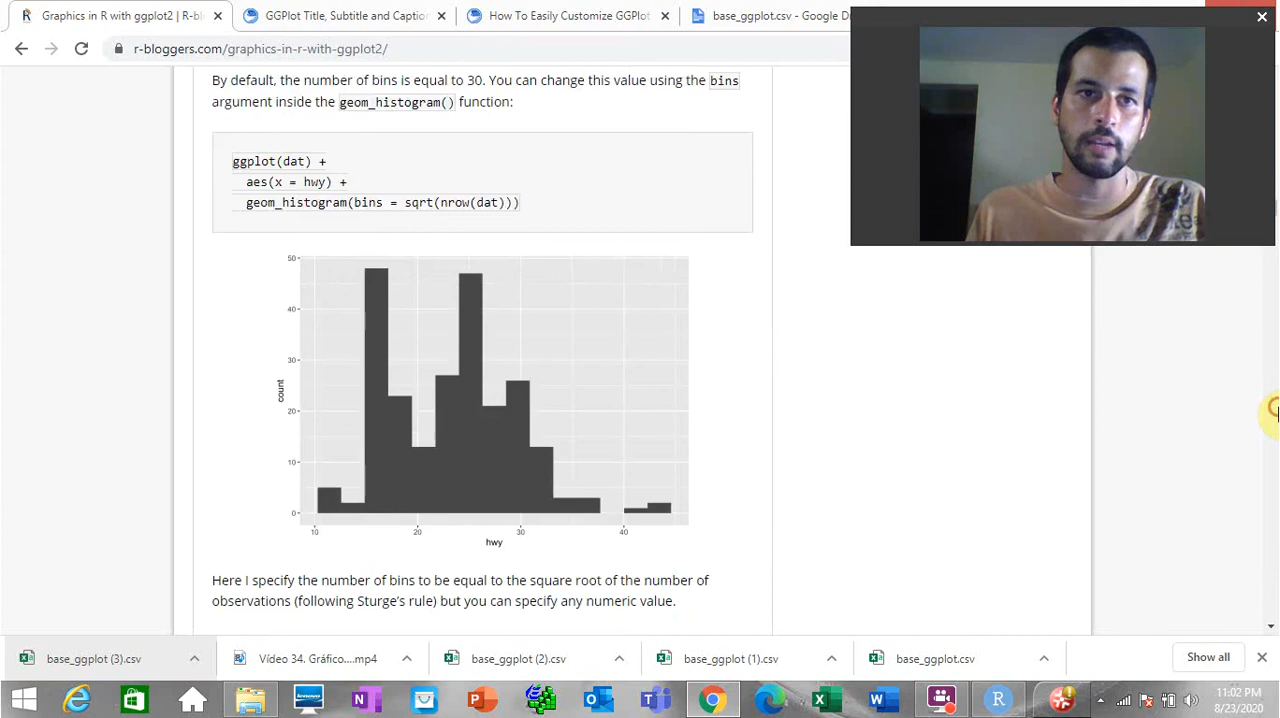 Graphics in R with ggplot2 | R-bl
GGPlot Title, Subtitle and Caption
How To Easily Customize GGPlot
base_ggplot.csv - Google D
r-bloggers.com/graphics-in-r-with-ggplot2/
By default, the number of bins is equal to 30. You can change this value using the bins
argument inside the geom_histogram() function:
ggplot(dat) +
aes(x = hwy) +
geom_histogram(bins = sqrt(nrow(dat)))
50
40
30
20
10
0
count
10 20 30 40
hwy
Here I specify the number of bins to be equal to the square root of the number of
observations (following Sturge's rule) but you can specify any numeric value.
base_ggplot (3).csv
Vídeo 34. Gráfico....mp4
base_ggplot (2).csv
base_ggplot (1).csv
base_ggplot.csv
Show all
11:02 PM
8/23/2020